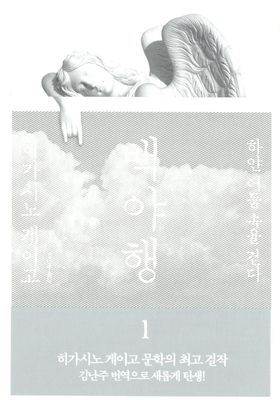 하얀 어둠 속을 걷다
백야행
히가시노 게이고
1
히가시노 게이고 문학의 최고 걸작
김난주 번역으로 새롭게 탄생!